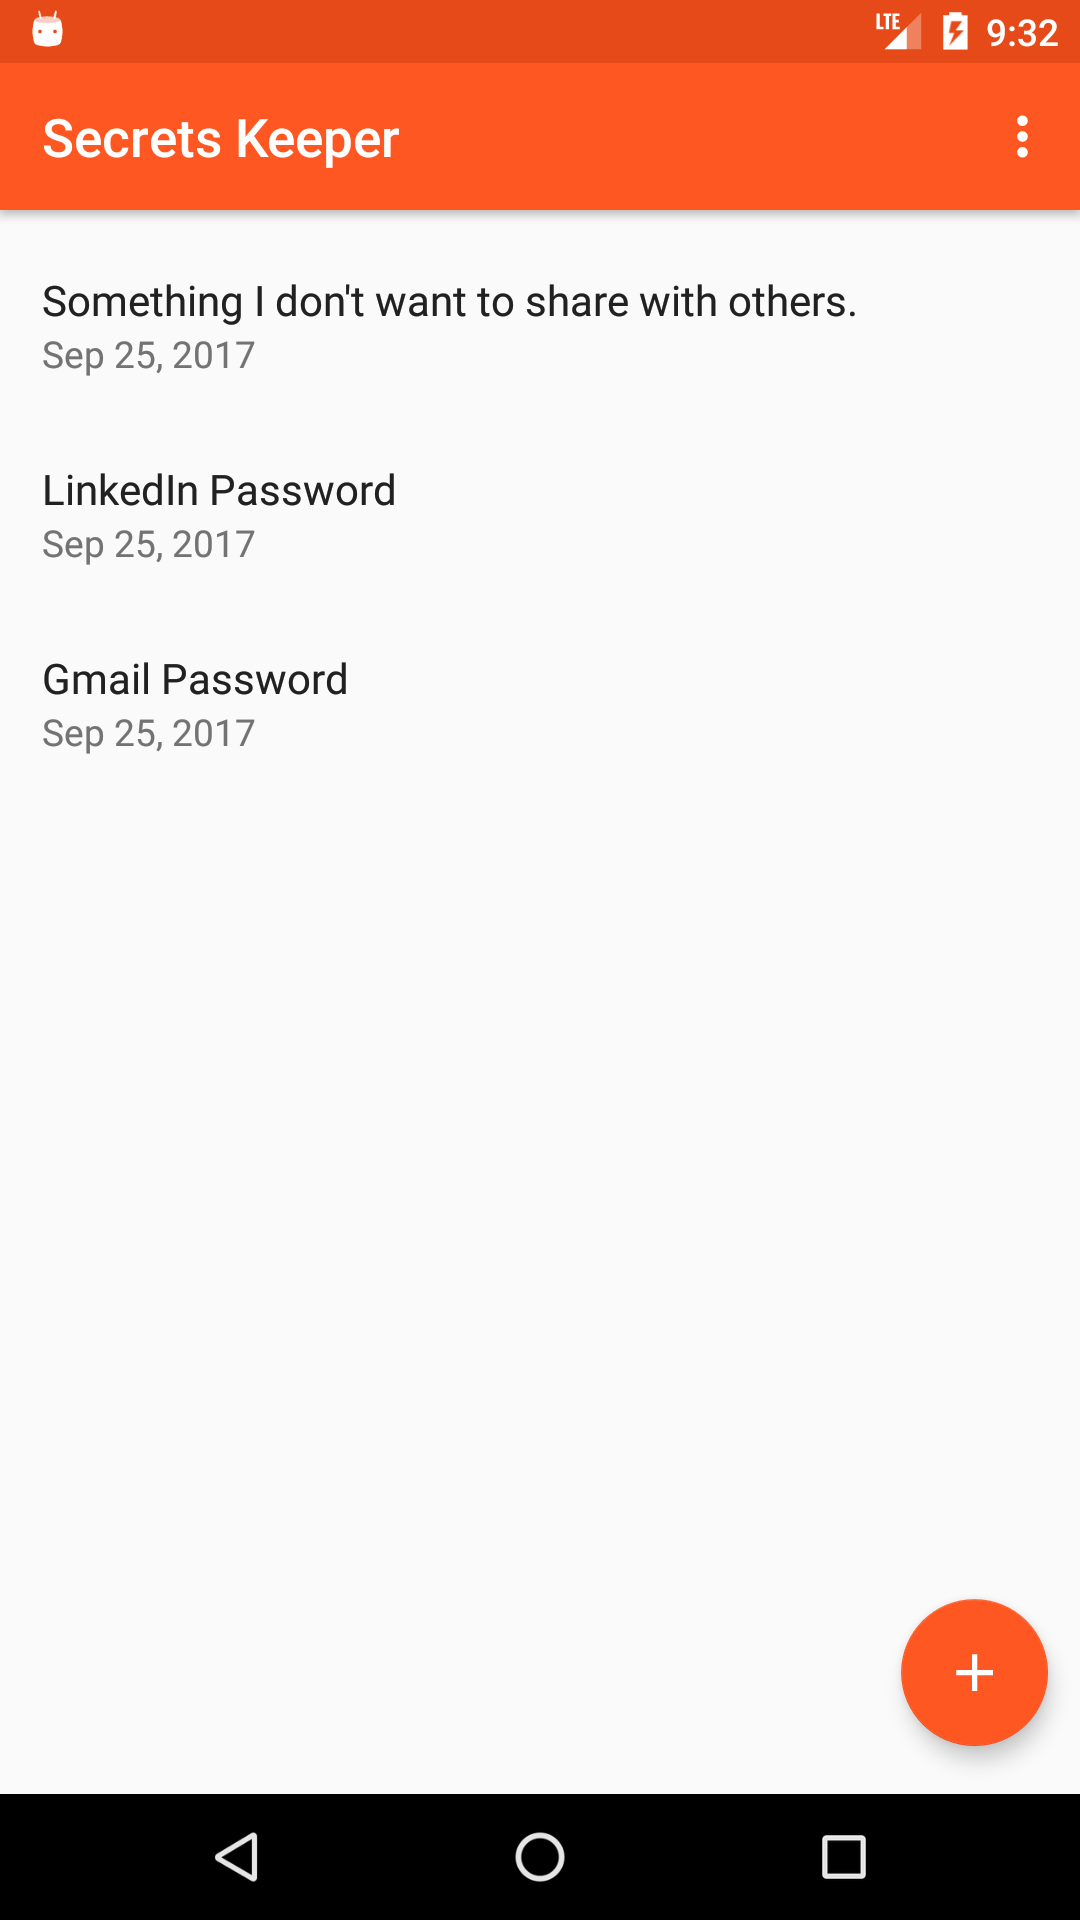 LTE 9:32
Secrets Keeper
Something I don't want to share with others.
Sep 25, 2017
LinkedIn Password
Sep 25, 2017
Gmail Password
Sep 25, 2017